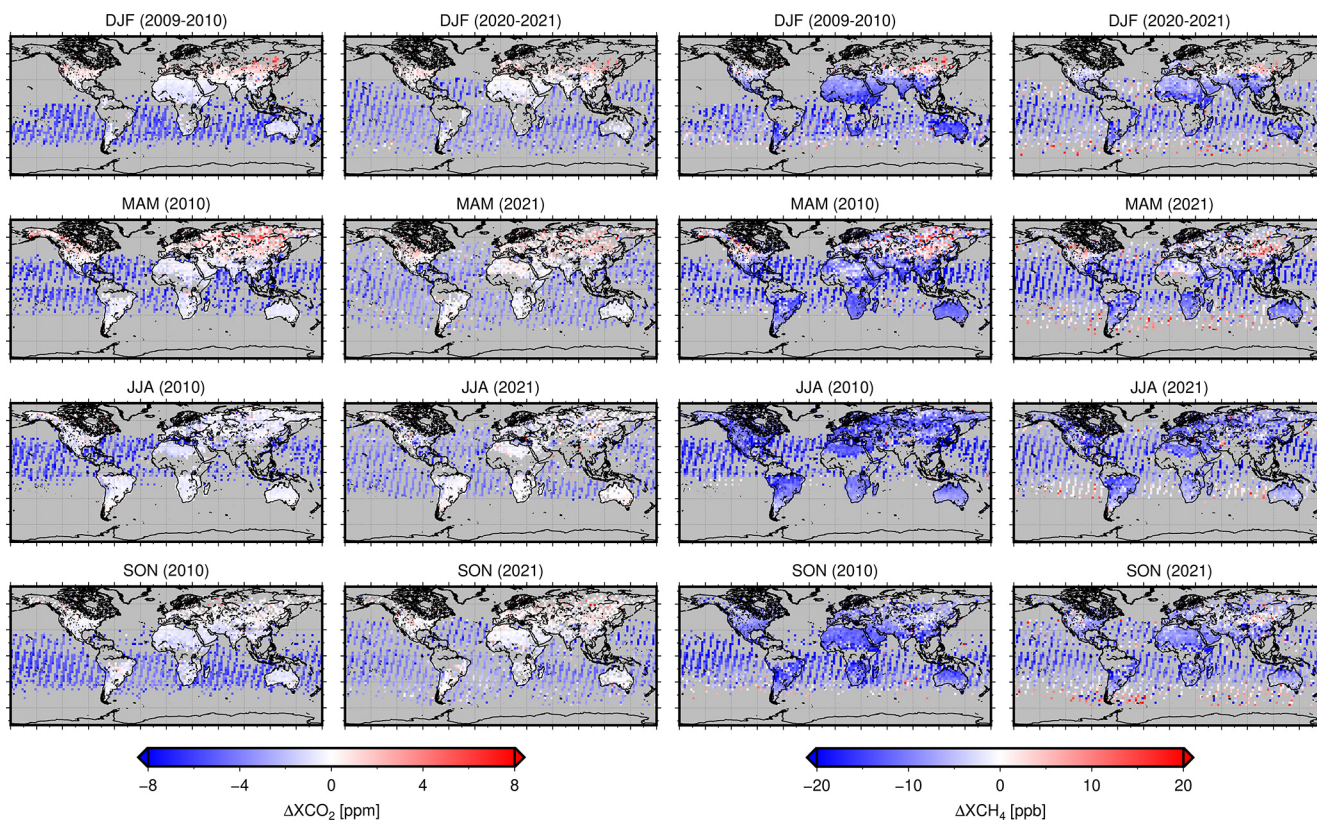 DJF (2009-2010) DJF (2020-2021) DJF (2009-2010) DJF (2020-2021)
MAM (2010) MAM (2021) MAM (2010) MAM (2021)
JJA (2010) JJA (2021) JJA (2010) JJA (2021)
SON (2010) SON (2021) SON (2010) SON (2021)
−8 −4 0 4 8 −20 −10 0 10 20
ΔXCO₂ [ppm] ΔXCH₄ [ppb]